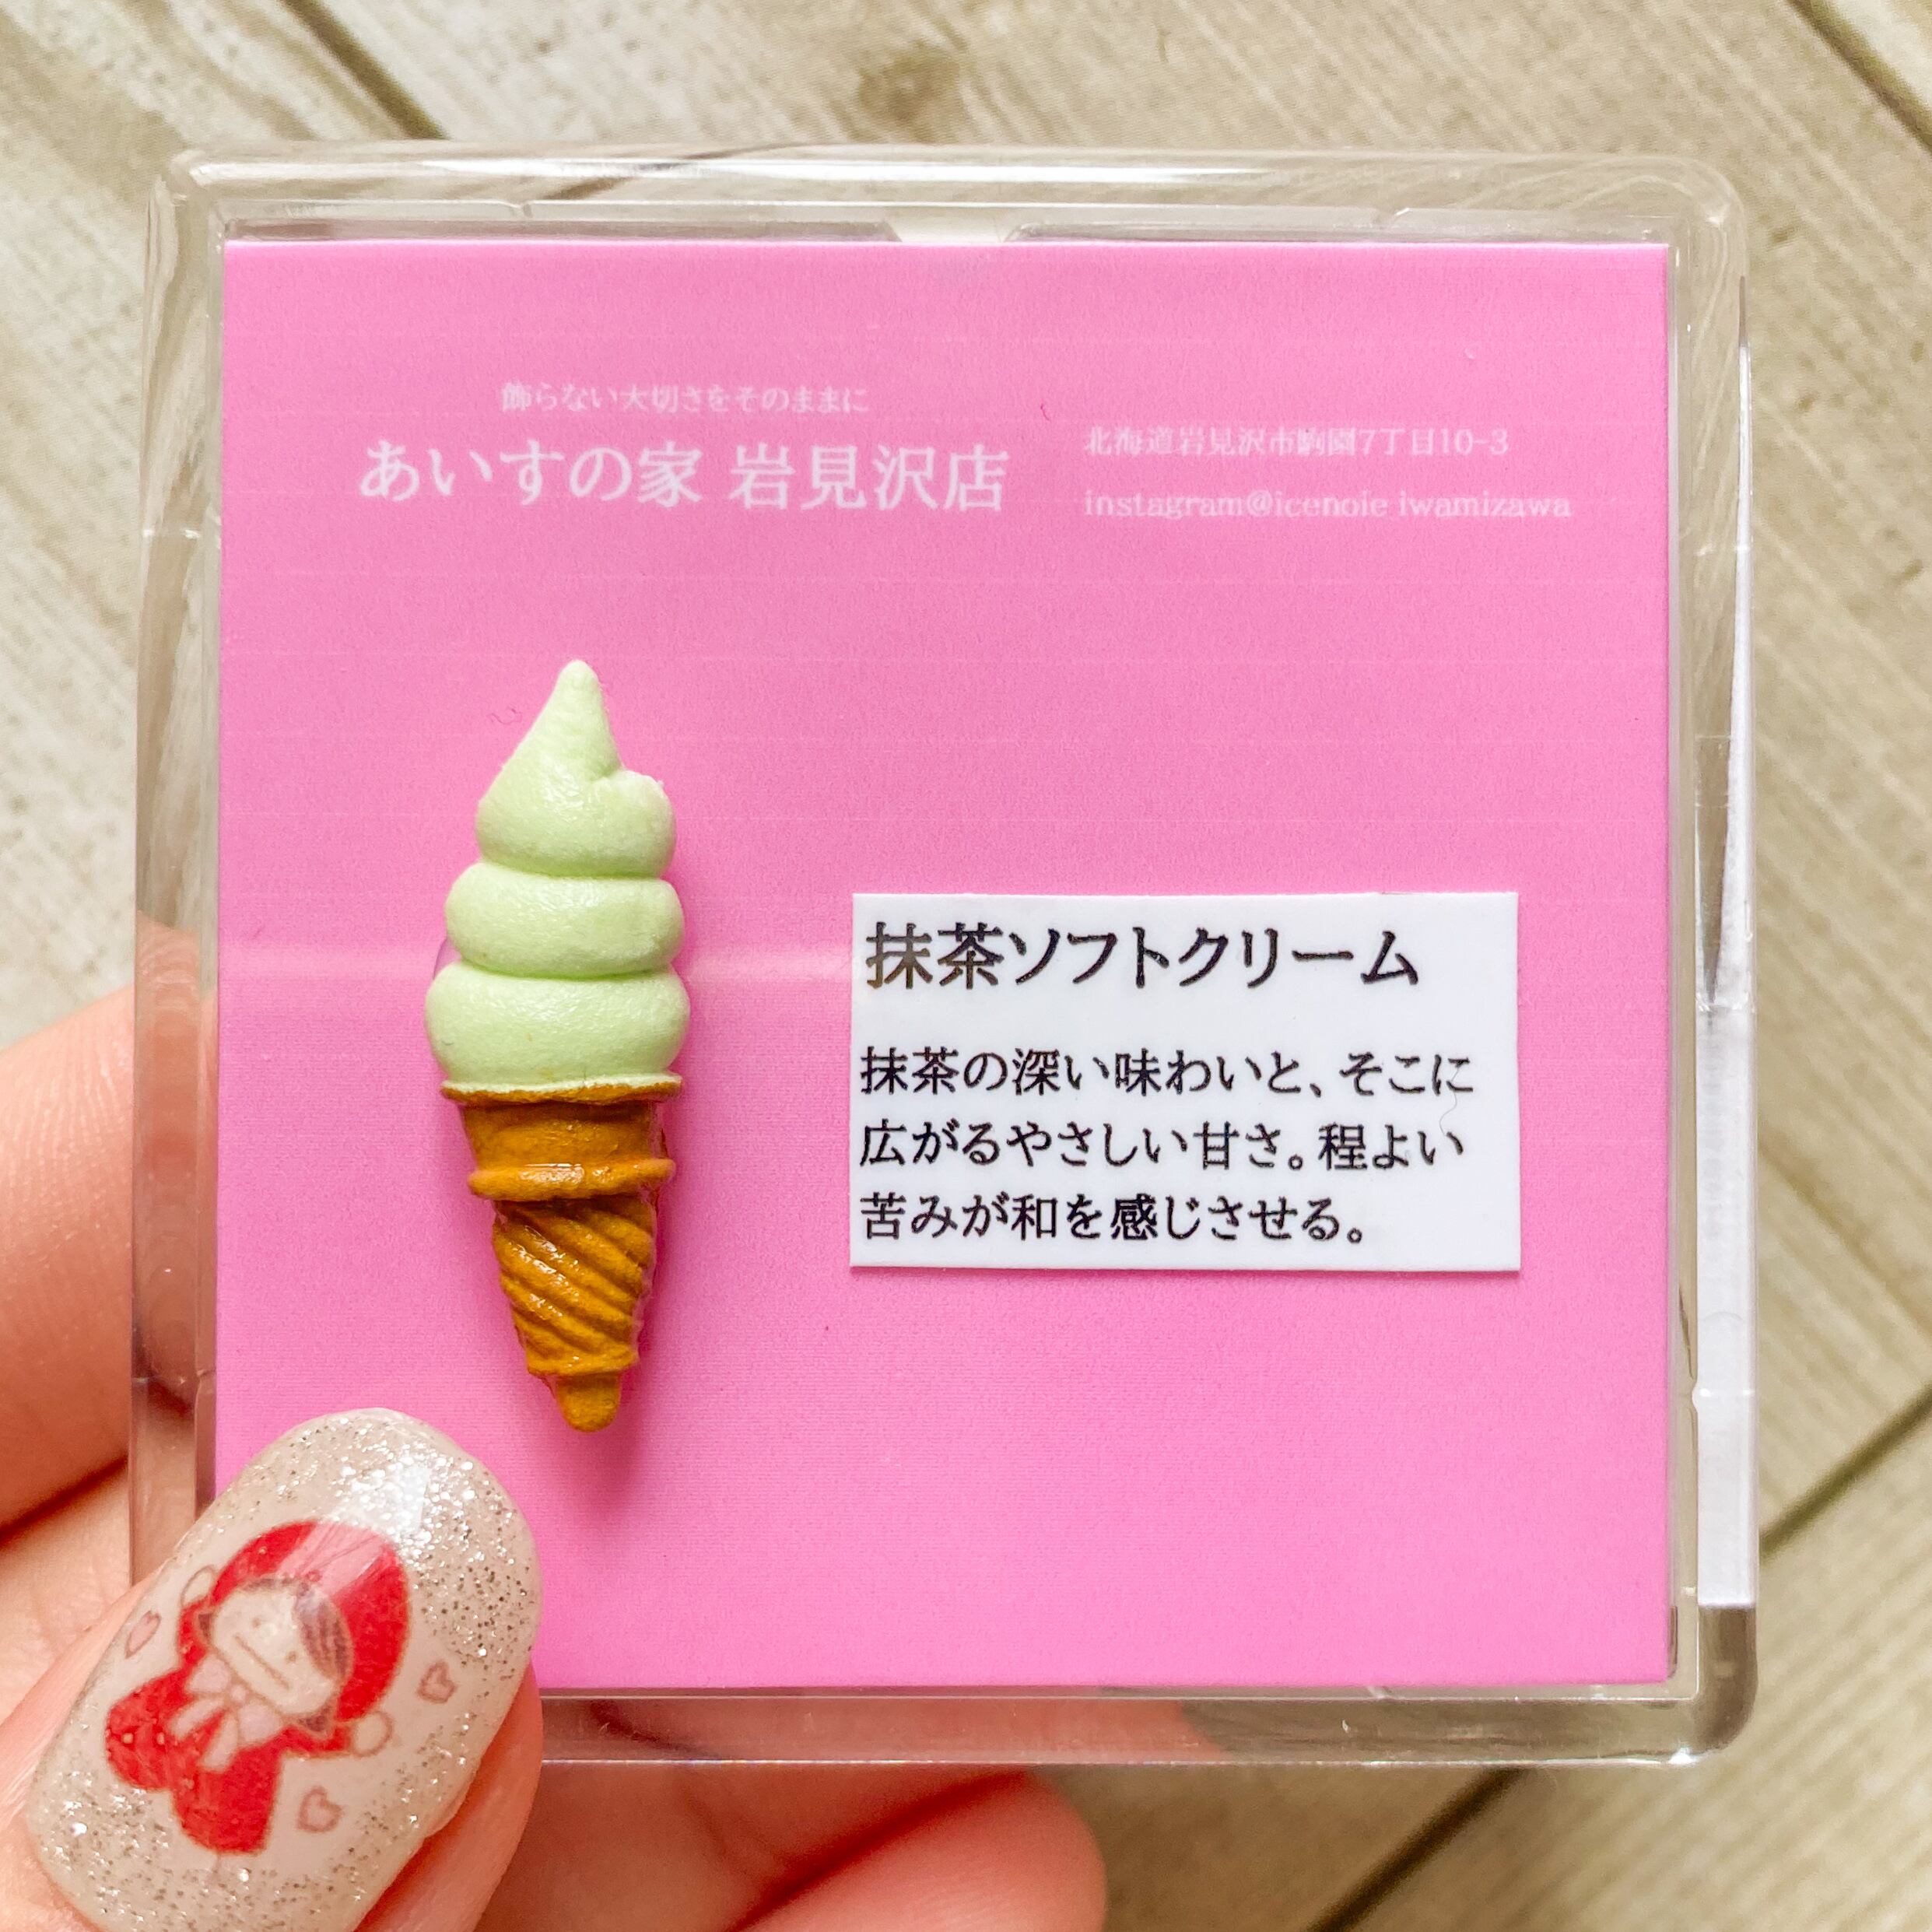 飾らない大切さをそのままに
あいすの家 岩見沢店
北海道岩見沢市駒園7丁目10-3
instagram@icenoie iwamizawa
抹茶ソフトクリーム
抹茶の深い味わいと、そこに
広がるやさしい甘さ。程よい
苦みが和を感じさせる。